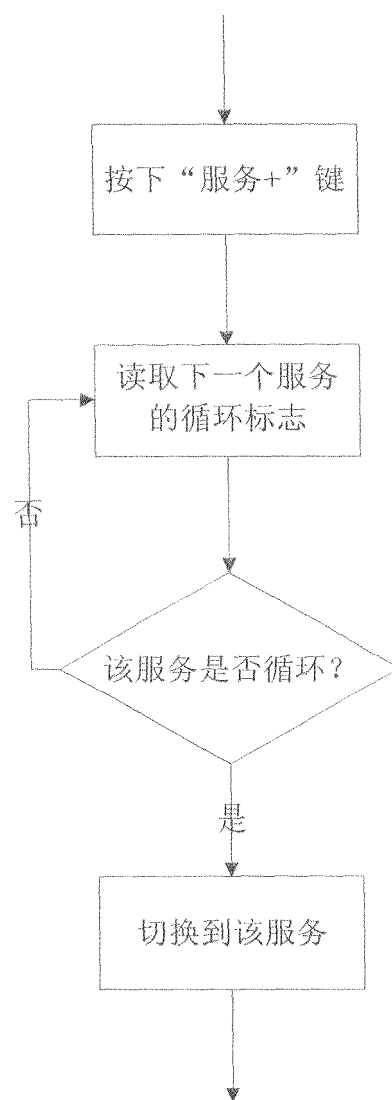 按下“服务+”键
读取下一个服务
的循环标志
否
该服务是否循环?
是
切换到该服务